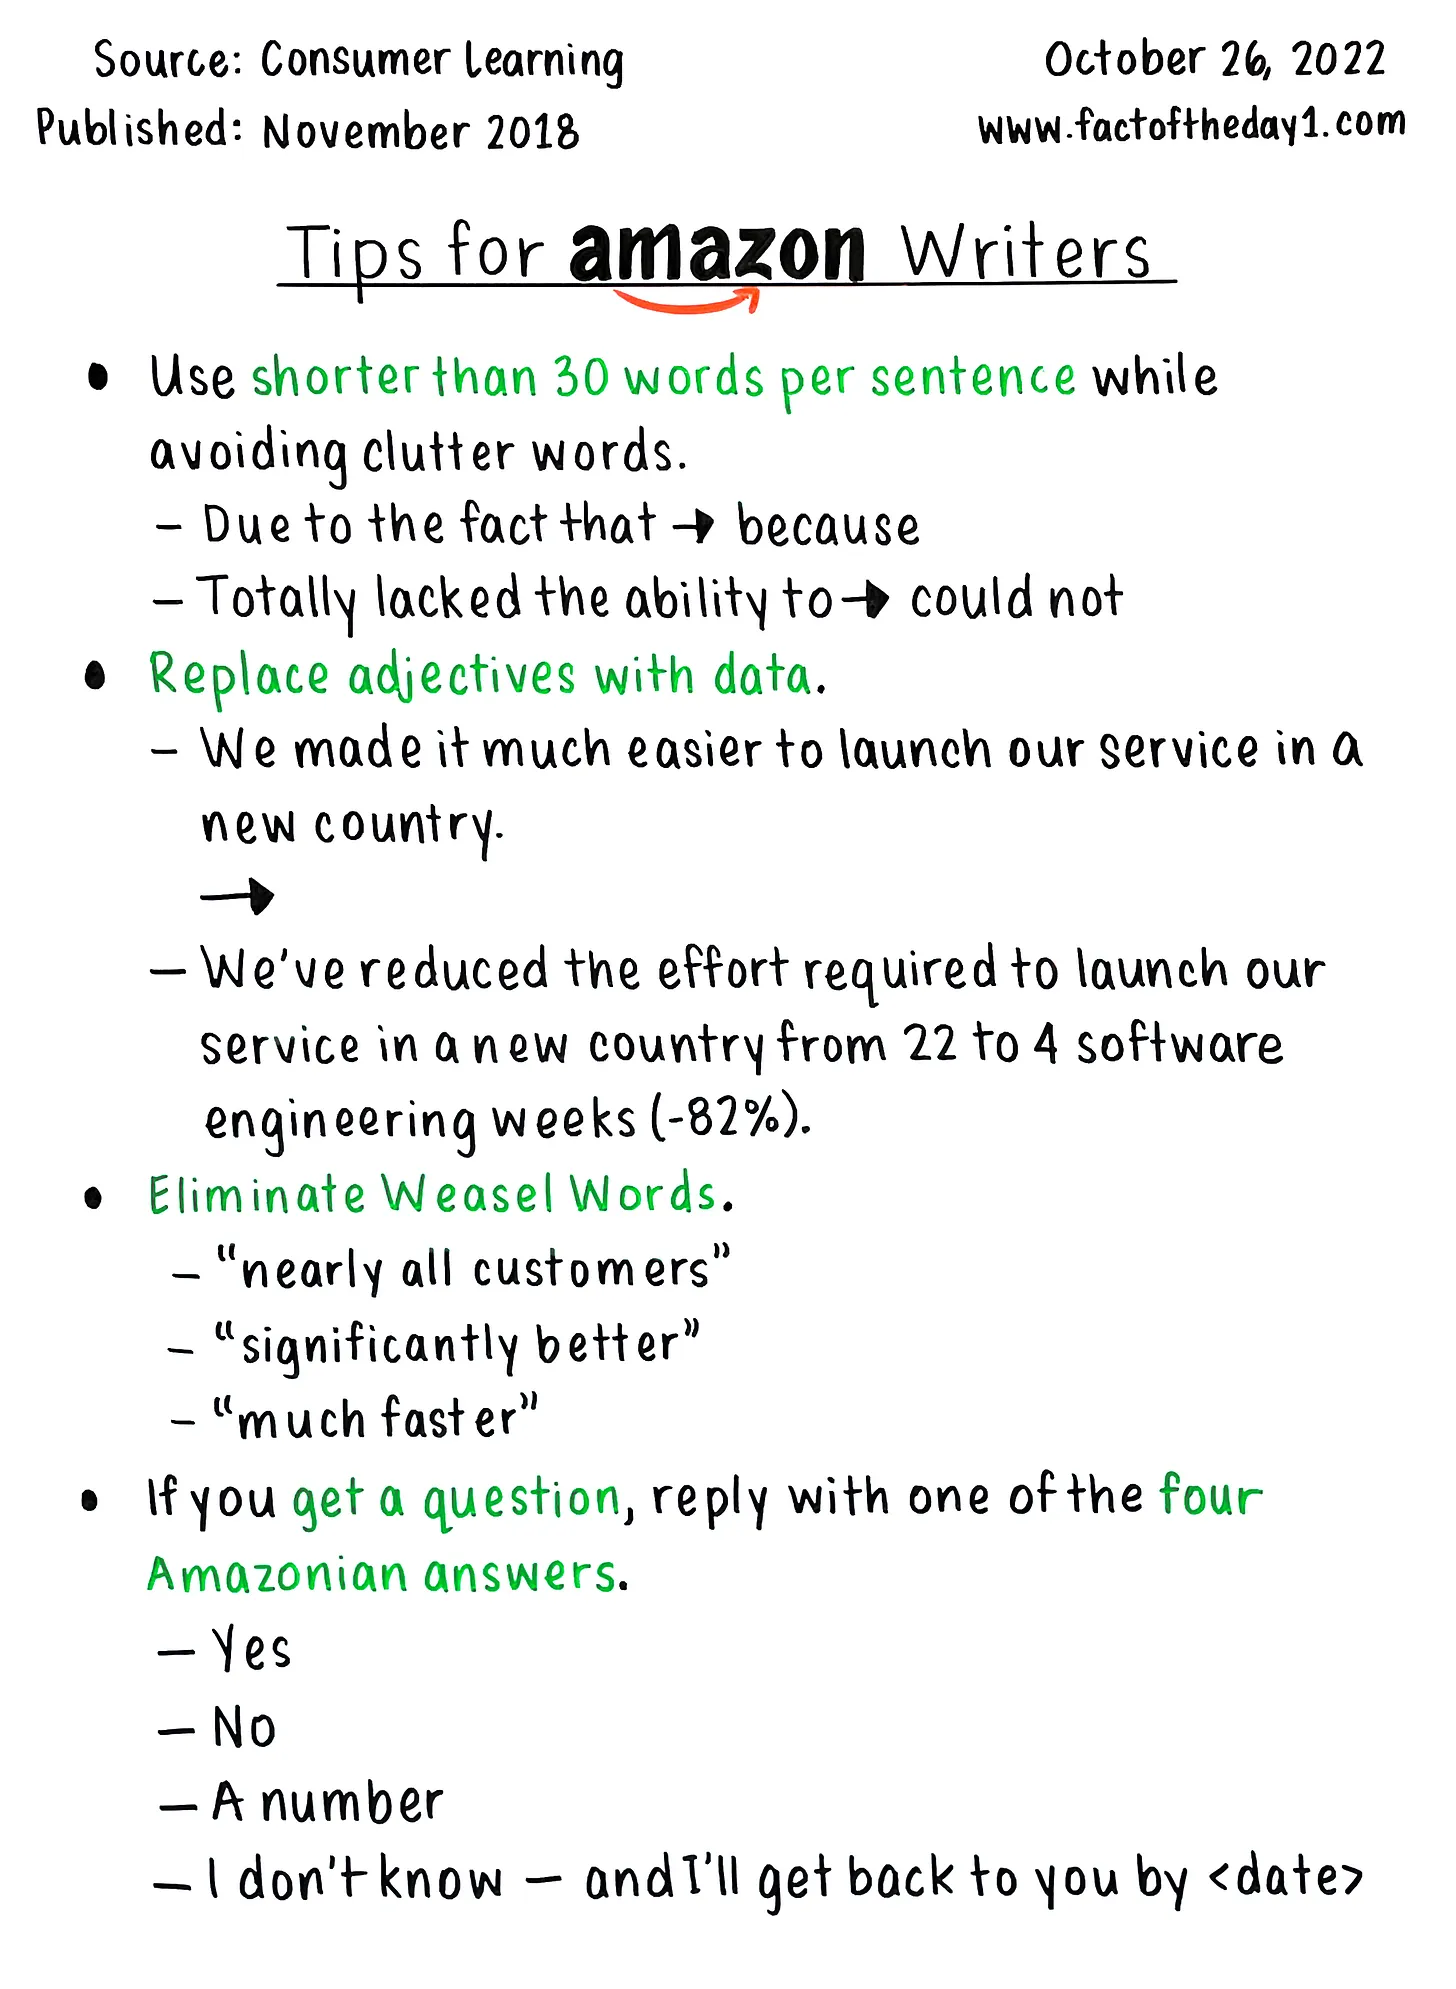 Source: Consumer Learning
October 26, 2022
Published: November 2018
www.factoftheday1.com
Tips for amazon Writers
• Use shorter than 30 words per sentence while
avoiding clutter words.
– Due to the fact that → because
– Totally lacked the ability to → could not
• Replace adjectives with data.
– We made it much easier to launch our service in a
new country.
→
– We've reduced the effort required to launch our
service in a new country from 22 to 4 software
engineering weeks (-82%).
• Eliminate Weasel Words.
– “nearly all customers”
– “significantly better”
– “much faster”
• If you get a question, reply with one of the four
Amazonian answers.
– Yes
– No
– A number
– I don't know – and I'll get back to you by <date>